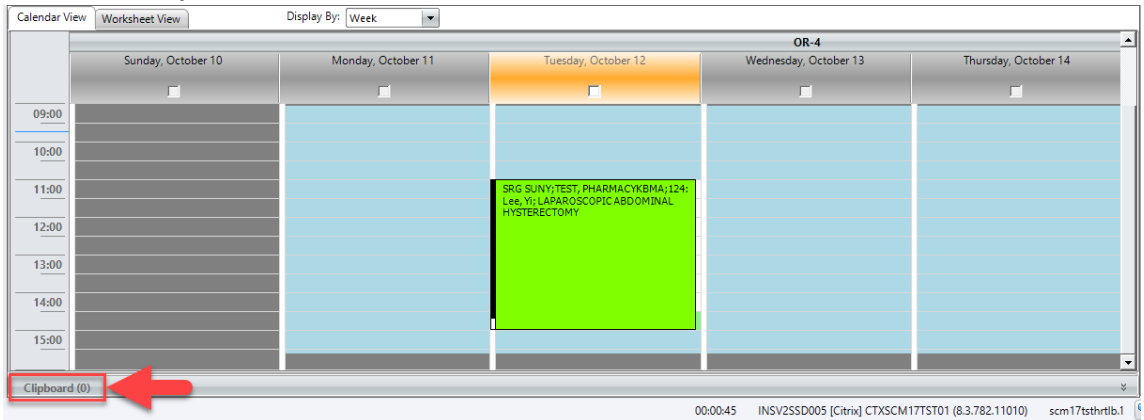 Calendar View Worksheet View Display By: Week
OR-4
Sunday, October 10 Monday, October 11 Tuesday, October 12 Wednesday, October 13 Thursday, October 14
09:00
10:00
11:00
SRG SUNY;TEST, PHARMACYKBMA;124:
Lee, Yi; LAPAROSCOPIC ABDOMINAL
HYSTERECTOMY
12:00
13:00
14:00
15:00
Clipboard (0)
00:00:45 INSV2SSD005 [Citrix] CTXSCM17TST01 (8.3.782.11010) scm17tsthrtlb.1